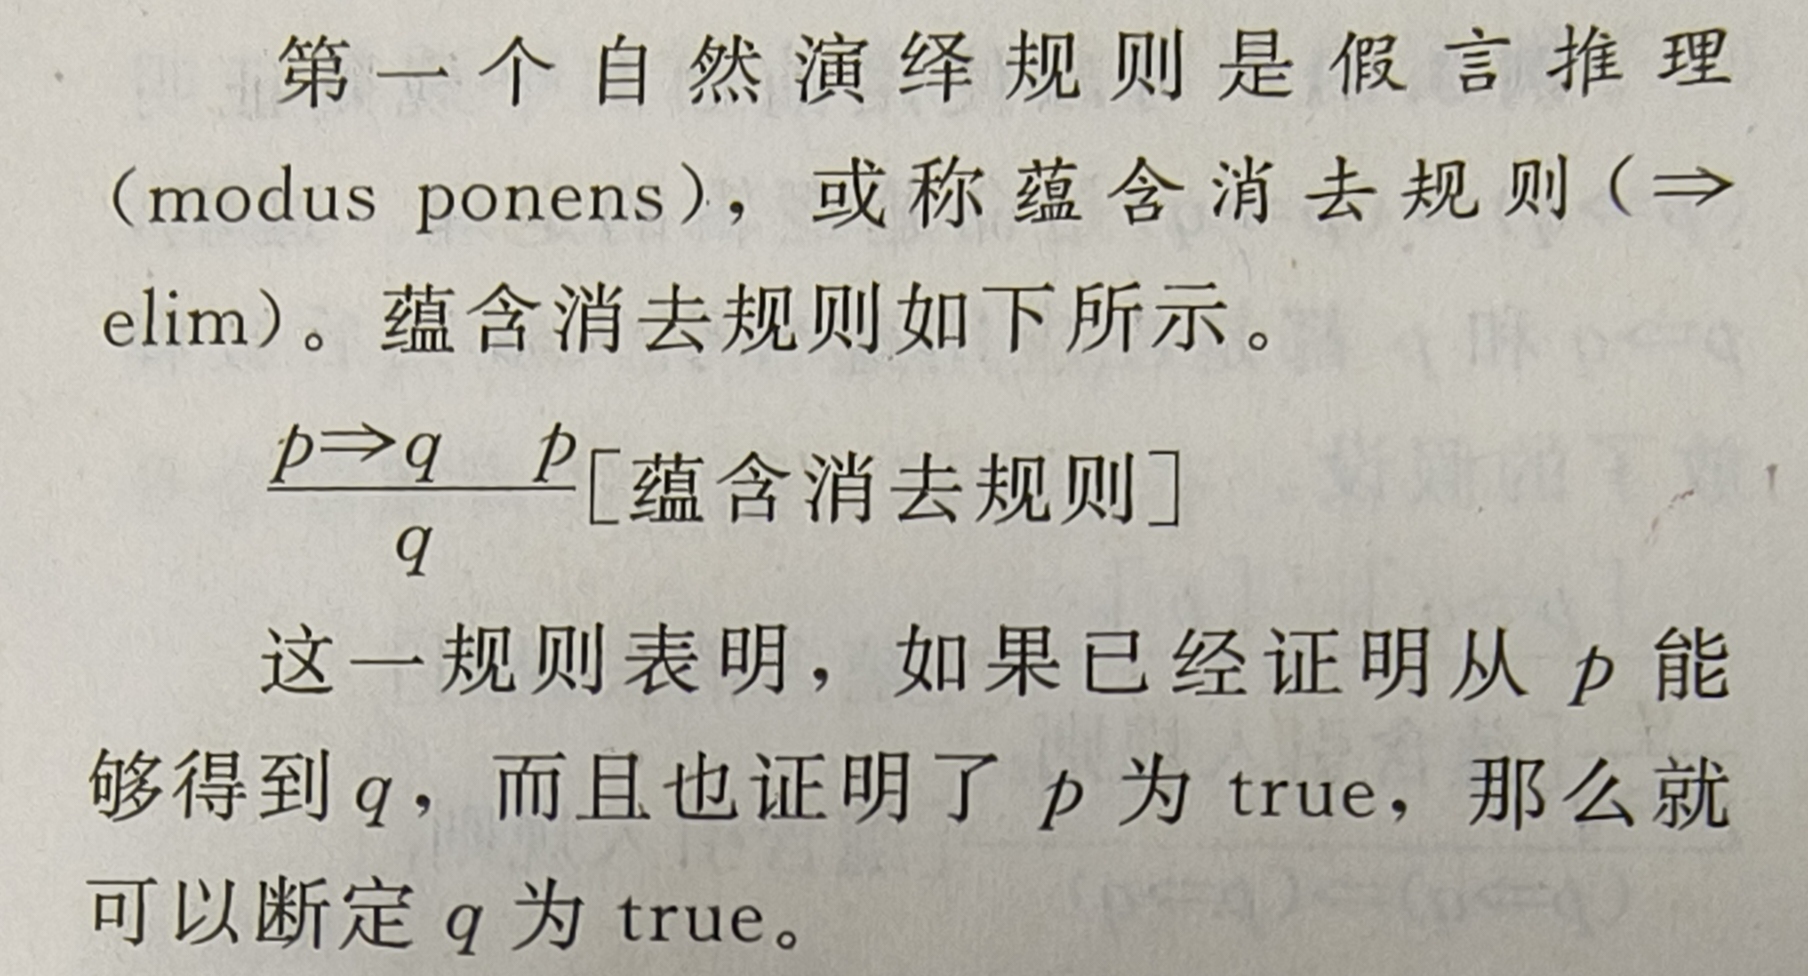 第一个自然演绎规则是假言推理
(modus ponens)，或称蕴含消去规则(⇒
elim)。蕴含消去规则如下所示。
p⇒q  p
[蕴含消去规则]
q
这一规则表明，如果已经证明从 p 能
够得到 q，而且也证明了 p 为 true，那么就
可以断定 q 为 true。